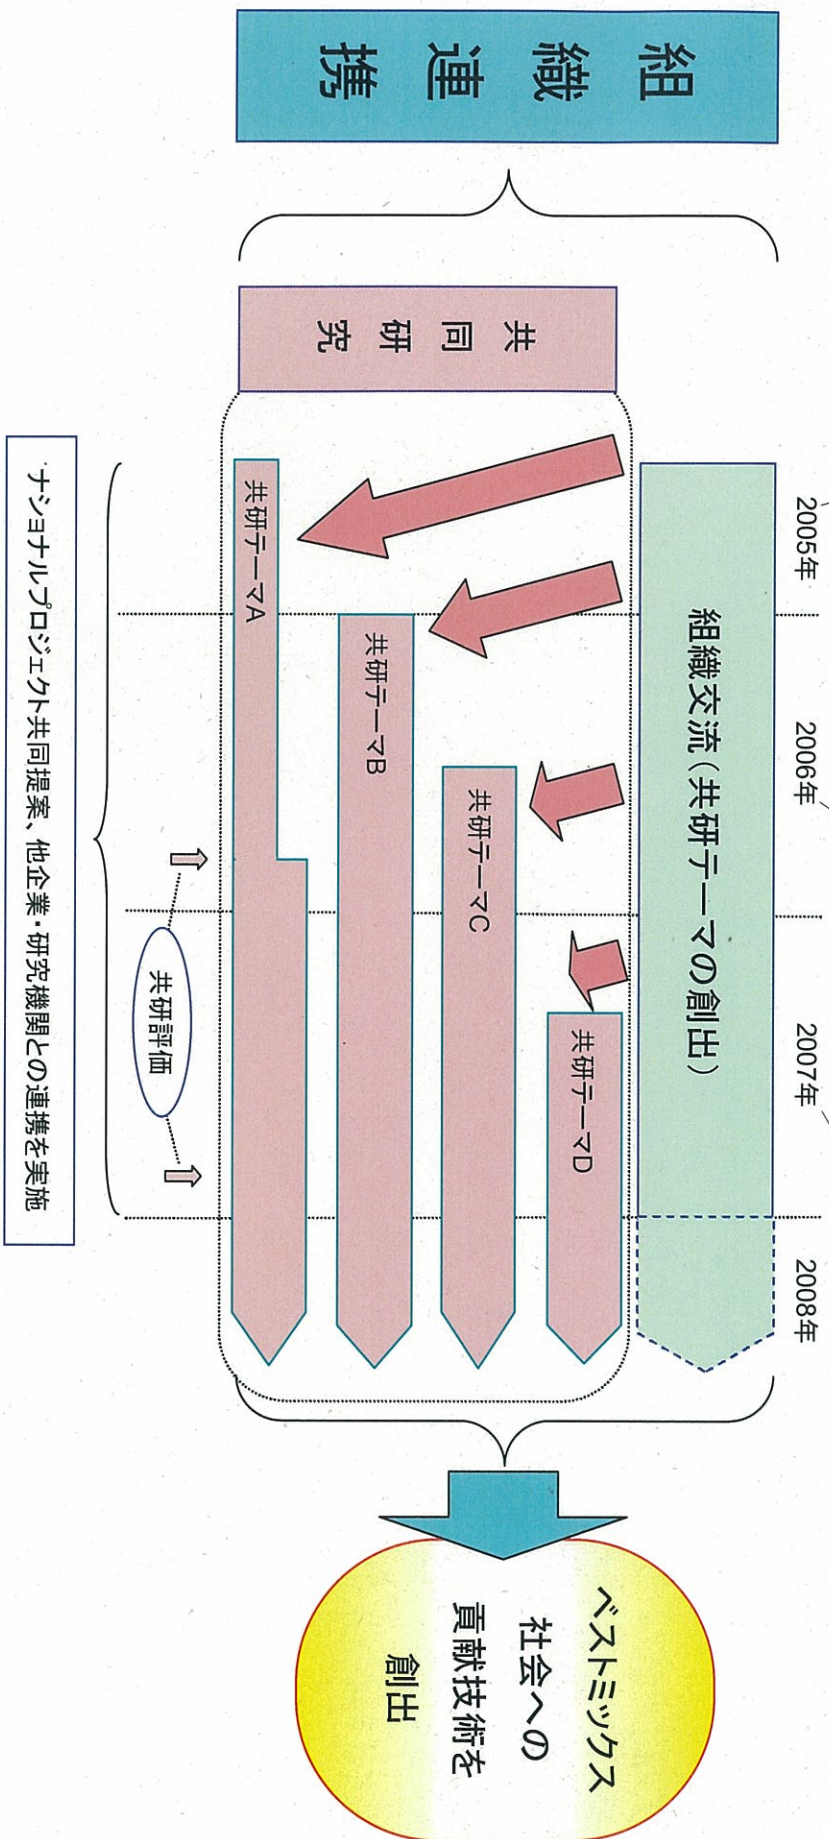 組織連携
2005年
2006年
2007年
2008年
組織交流(共研テーマの創出)
共同研究
共研テーマD
共研テーマC
共研テーマB
共研テーマA
共研評価
ナショナルプロジェクト共同提案、他企業・研究機関との連携を実施
ベストミックス
社会への
貢献技術を
創出